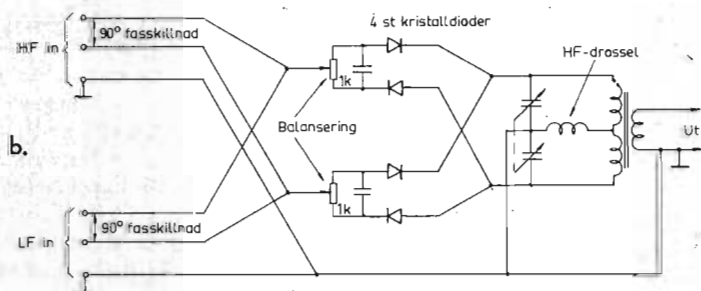 HF in
90° fasskillnad
4 st kristalldioder
1k
HF-drossel
Balansering
Ut
b.
1k
LF in
90° fasskillnad